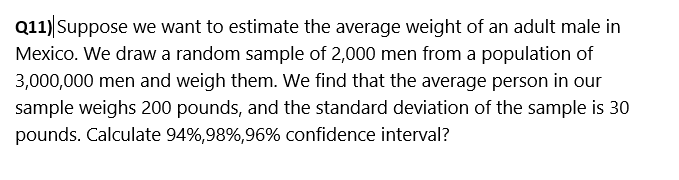 Q11) Suppose we want to estimate the average weight of an adult male in
Mexico. We draw a random sample of 2,000 men from a population of
3,000,000 men and weigh them. We find that the average person in our
sample weighs 200 pounds, and the standard deviation of the sample is 30
pounds. Calculate 94%,98%,96% confidence interval?